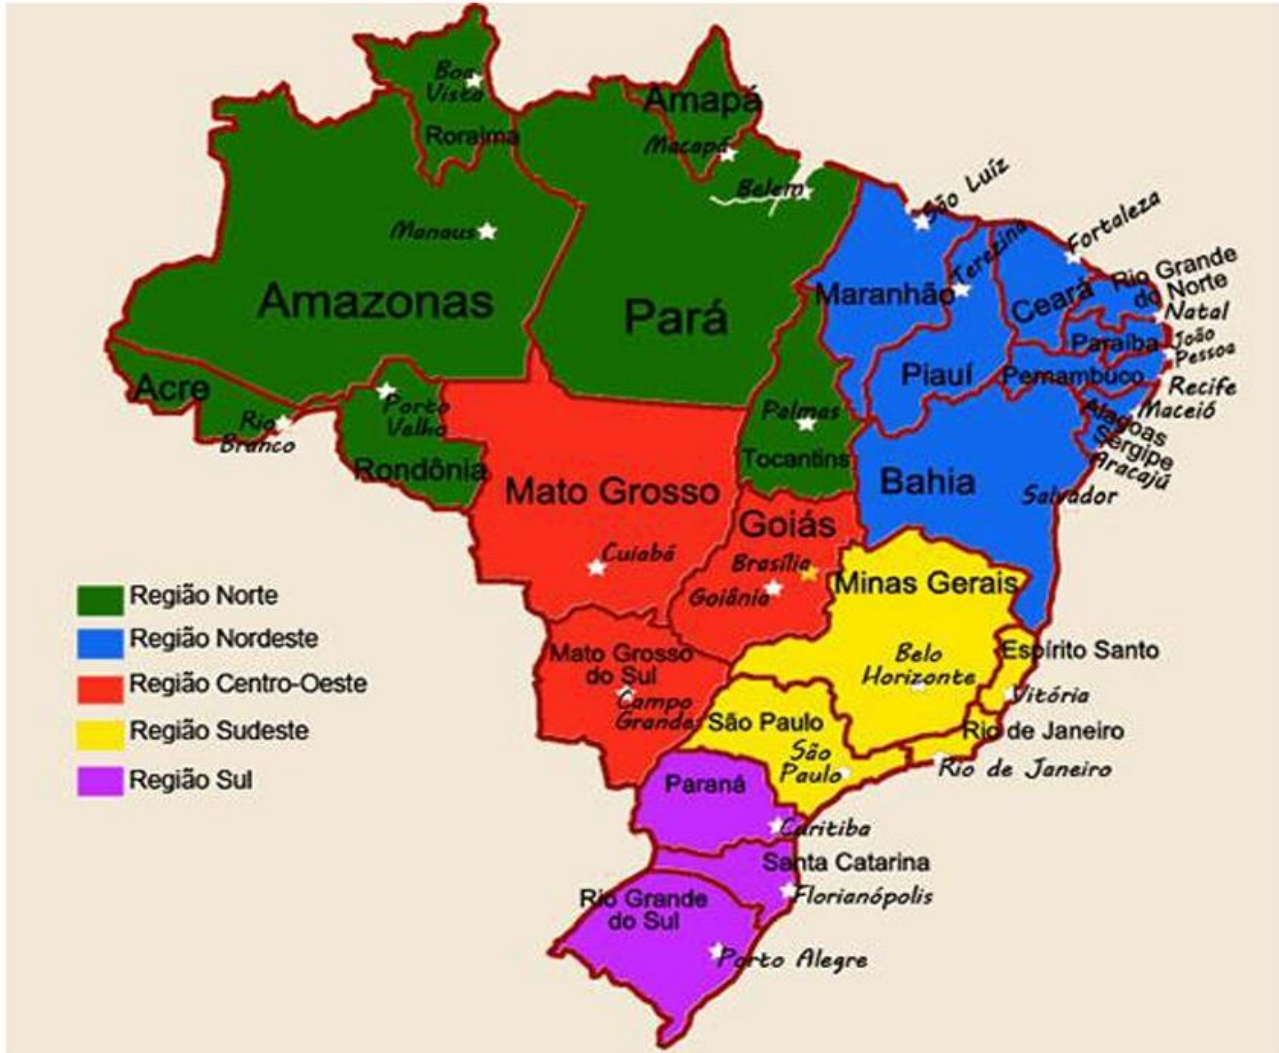 Boa
Vista
Roraima
Amapá
Macapá
Belem
São Luíz
Manaus
Amazonas
Pará
Maranhão
Terezina
Fortaleza
Ceará
Rio Grande
do Norte
Natal
Paraíba
João
Pessoa
Piauí
Pernambuco
Recife
Acre
Rio
Branco
Porto
Velho
Rondônia
Palmas
Tocantins
Alagoas
Maceió
Sergipe
Aracajú
Bahia
Salvador
Mato Grosso
Cuiabá
Goiás
Brasília
Goiânia
Minas Gerais
Belo
Horizonte
Espírito Santo
Vitória
Mato Grosso
do Sul
Campo
Grande
São Paulo
São
Paulo
Rio de Janeiro
Rio de Janeiro
Paraná
Curitiba
Santa Catarina
Florianópolis
Rio Grande
do Sul
Porto Alegre
Região Norte
Região Nordeste
Região Centro-Oeste
Região Sudeste
Região Sul